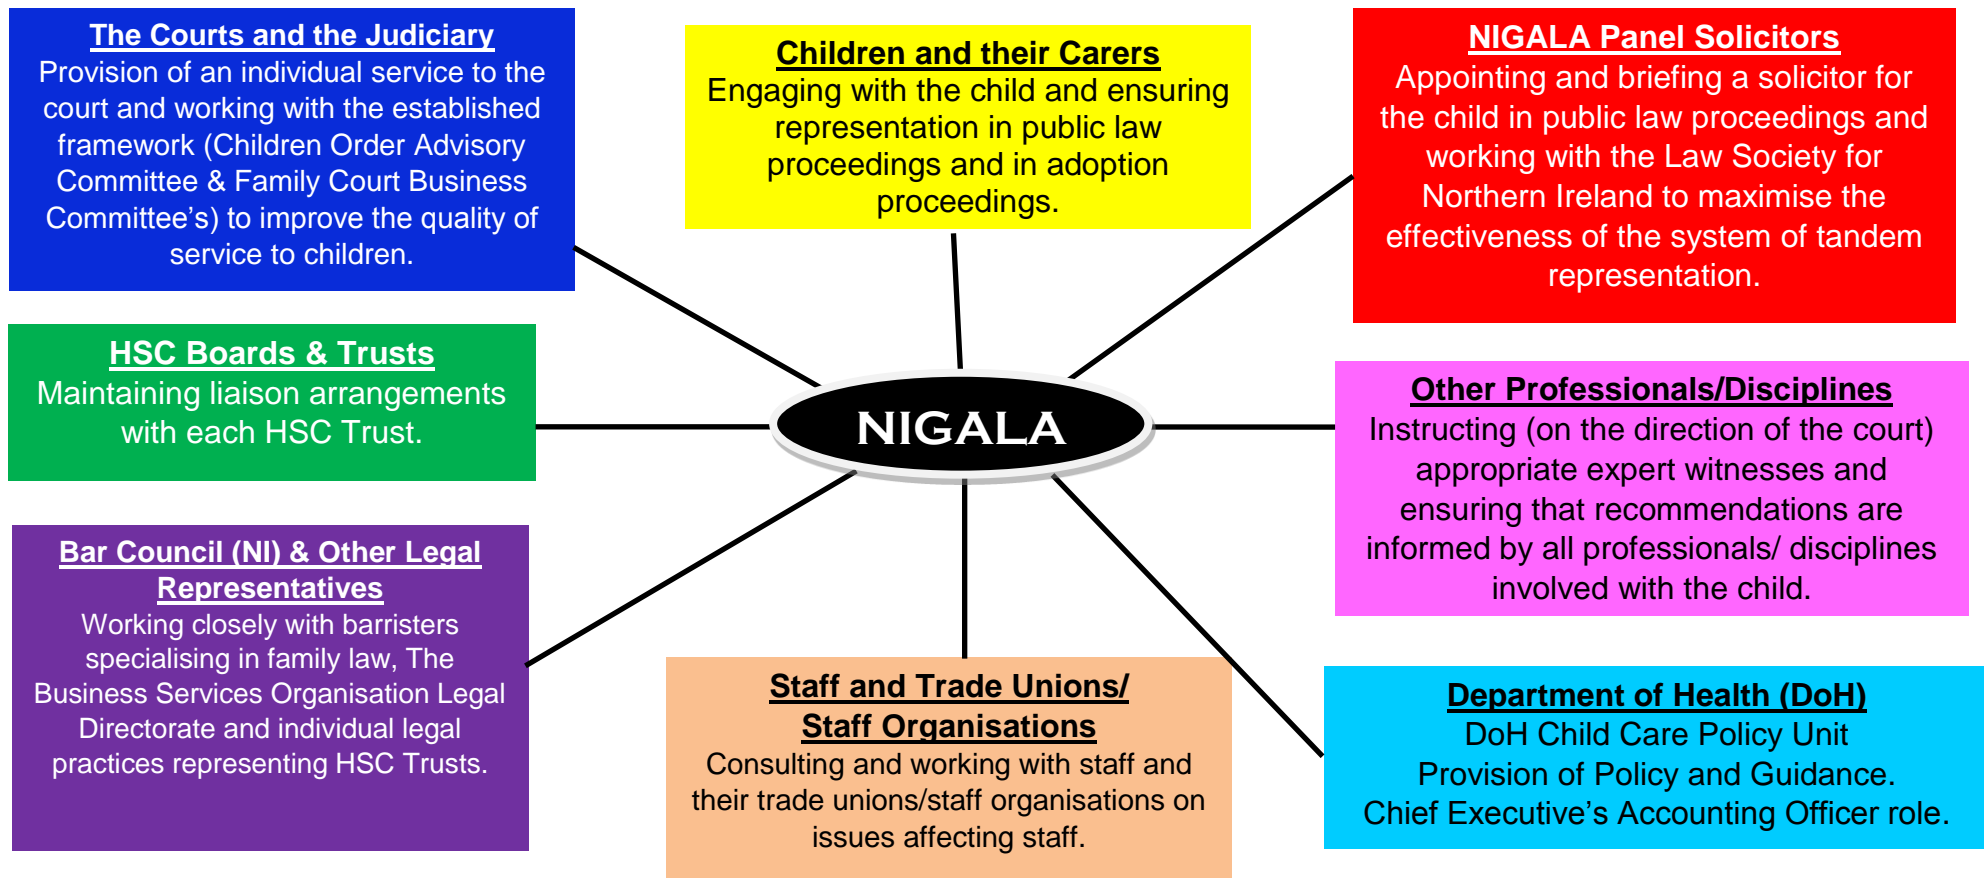 The Courts and the Judiciary
Provision of an individual service to the
court and working with the established
framework (Children Order Advisory
Committee & Family Court Business
Committee’s) to improve the quality of
service to children.
Children and their Carers
Engaging with the child and ensuring
representation in public law
proceedings and in adoption
proceedings.
NIGALA Panel Solicitors
Appointing and briefing a solicitor for
the child in public law proceedings and
working with the Law Society for
Northern Ireland to maximise the
effectiveness of the system of tandem
representation.
HSC Boards & Trusts
Maintaining liaison arrangements
with each HSC Trust.
NIGALA
Other Professionals/Disciplines
Instructing (on the direction of the court)
appropriate expert witnesses and
ensuring that recommendations are
informed by all professionals/ disciplines
involved with the child.
Bar Council (NI) & Other Legal
Representatives
Working closely with barristers
specialising in family law, The
Business Services Organisation Legal
Directorate and individual legal
practices representing HSC Trusts.
Staff and Trade Unions/
Staff Organisations
Consulting and working with staff and
their trade unions/staff organisations on
issues affecting staff.
Department of Health (DoH)
DoH Child Care Policy Unit
Provision of Policy and Guidance.
Chief Executive’s Accounting Officer role.